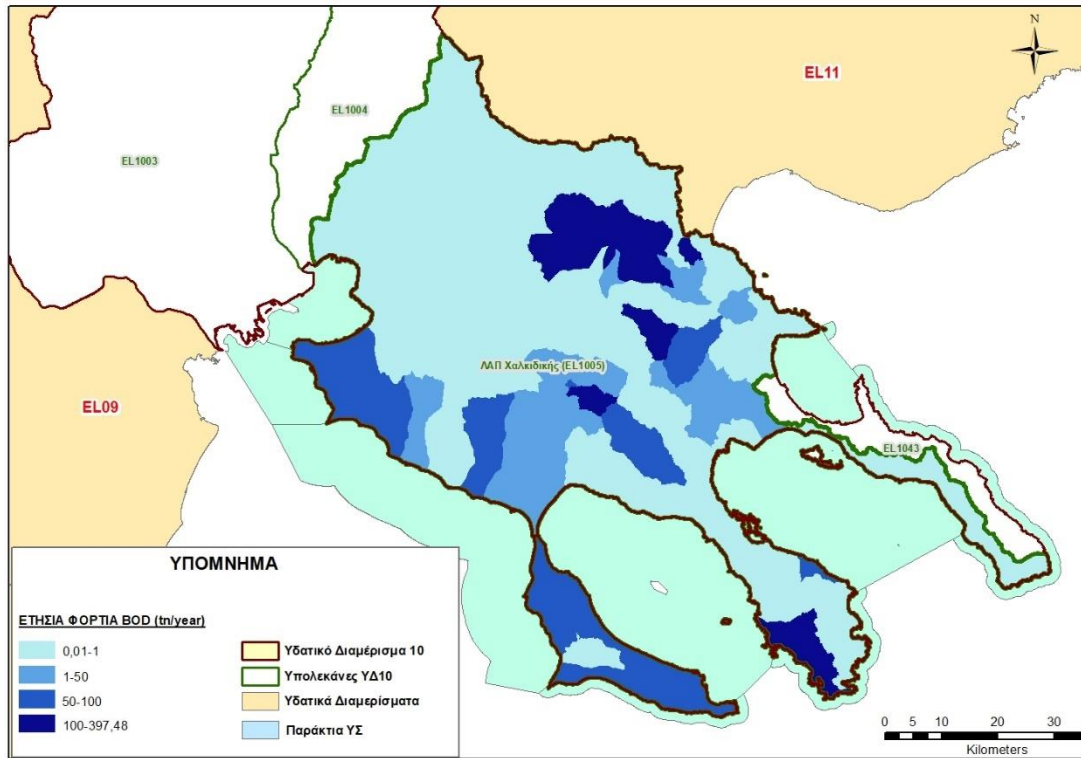 N
EL11
EL1004
EL1003
ΛΑΠ Χαλκιδικής (EL1005)
EL09
EL1043
ΥΠΟΜΝΗΜΑ
ΕΤΗΣΙΑ ΦΟΡΤΙΑ BOD (tn/year)
0,01-1
1-50
50-100
100-397,48
Υδατικό Διαμέρισμα 10
Υπολεκάνες ΥΔ10
Υδατικά Διαμερίσματα
Παράκτια ΥΣ
0 5 10 20 30
Kilometers